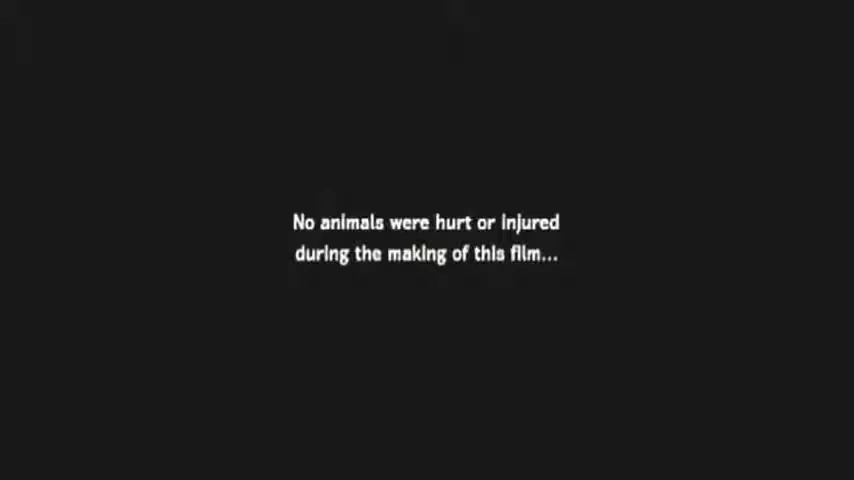 No animals were hurt or injured
during the making of this film...